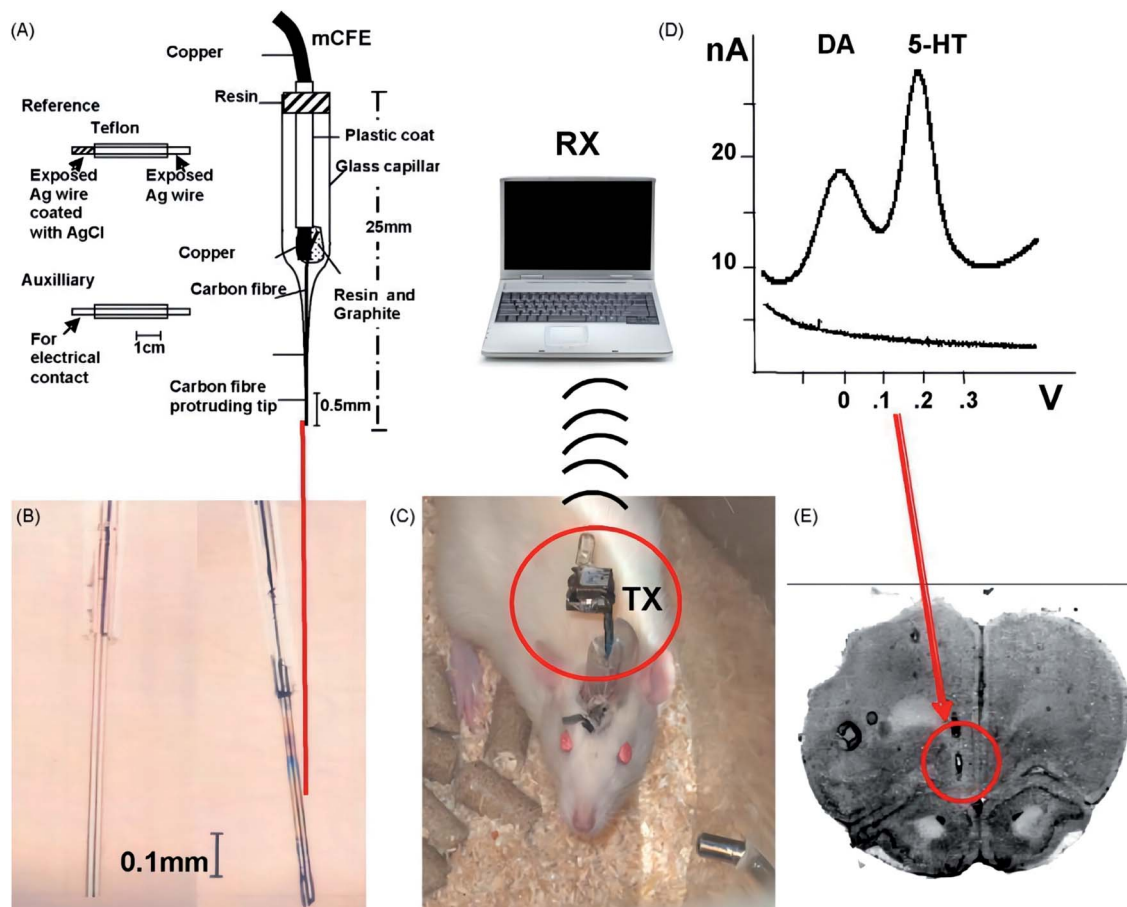 (A)
mCFE
Copper
Resin
Reference
Teflon
Plastic coat
Glass capillar
Exposed
Ag wire
coated
with AgCl
Exposed
Ag wire
25mm
Copper
Auxilliary
Carbon fibre
Resin and
Graphite
For
electrical
contact
1cm
Carbon fibre
protruding tip
0.5mm
RX
(D)
nA
DA
5-HT
20
10
0 .1 .2 .3 V
(B)
0.1mm
(C)
TX
(E)